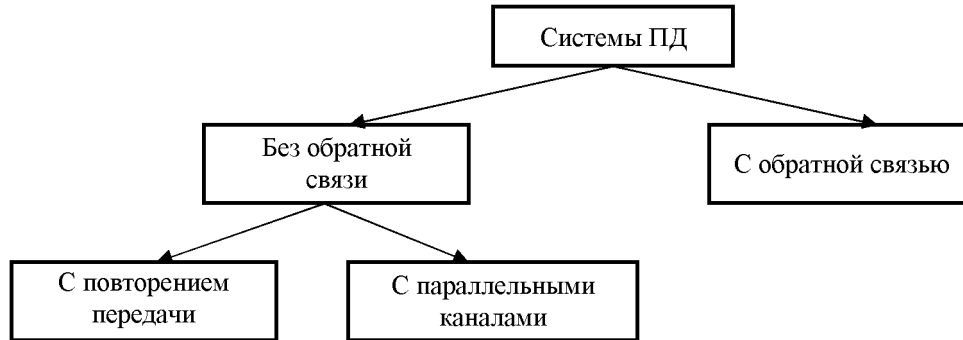 Системы ПД
Без обратной
связи
С обратной связью
С повторением
передачи
С параллельными
каналами